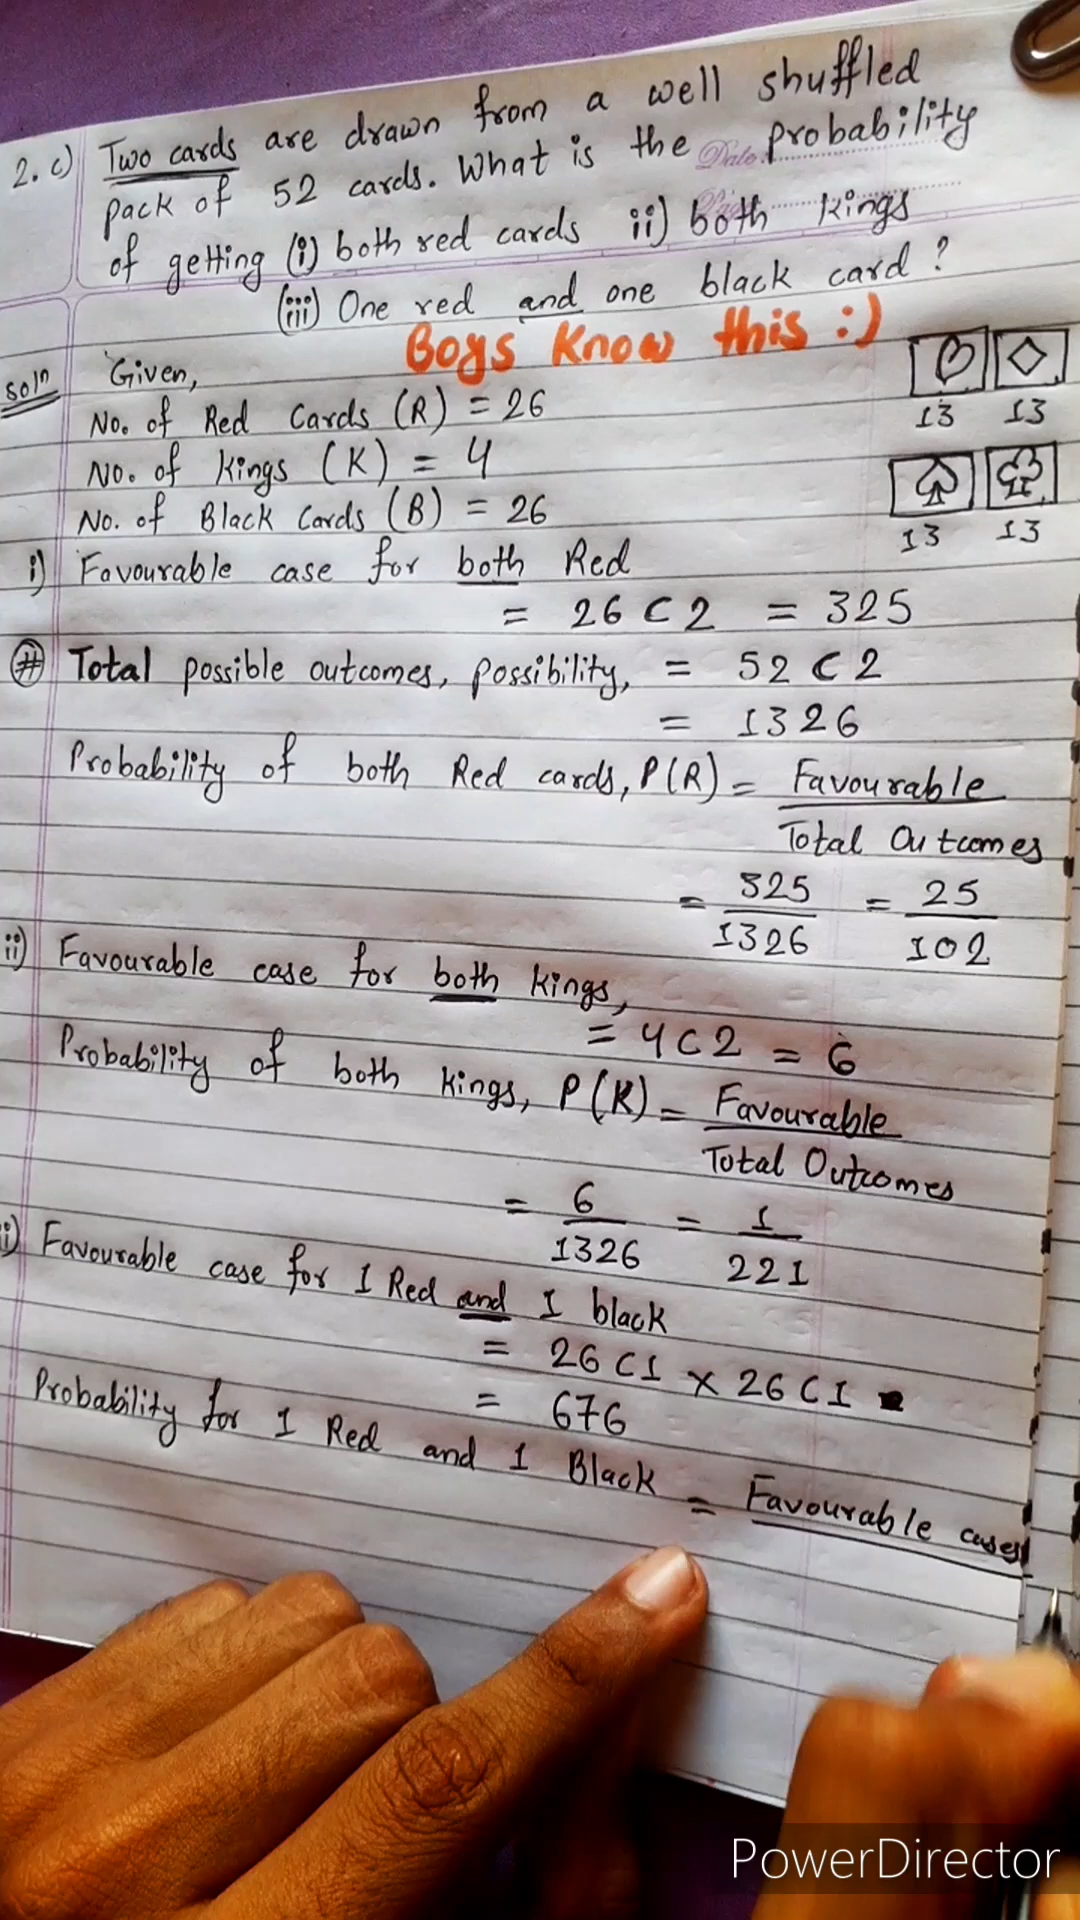 2. c) Two cards are drawn from a well shuffled
pack of 52 cards. What is the probability
of getting (i) both red cards ii) both kings
(iii) One red and one black card?
Boys Know this :)
soln Given,
No. of Red Cards (R) = 26
No. of kings (K) = 4
No. of Black Cards (B) = 26
13 13
13 13
i) Favourable case for both Red
= 26 C 2 = 325
# Total possible outcomes, possibility, = 52 C 2
= 1326
Probability of both Red cards, P(R) = Favourable
Total Outcomes
= 325 = 25
1326 102
ii) Favourable case for both kings,
= 4C2 = 6
Probability of both kings, P(K) = Favourable
Total Outcomes
= 6 = 1
1326 221
i) Favourable case for 1 Red and 1 black
= 26 C1 × 26 C1
= 676
Probability for 1 Red and 1 Black = Favourable cases
PowerDirector